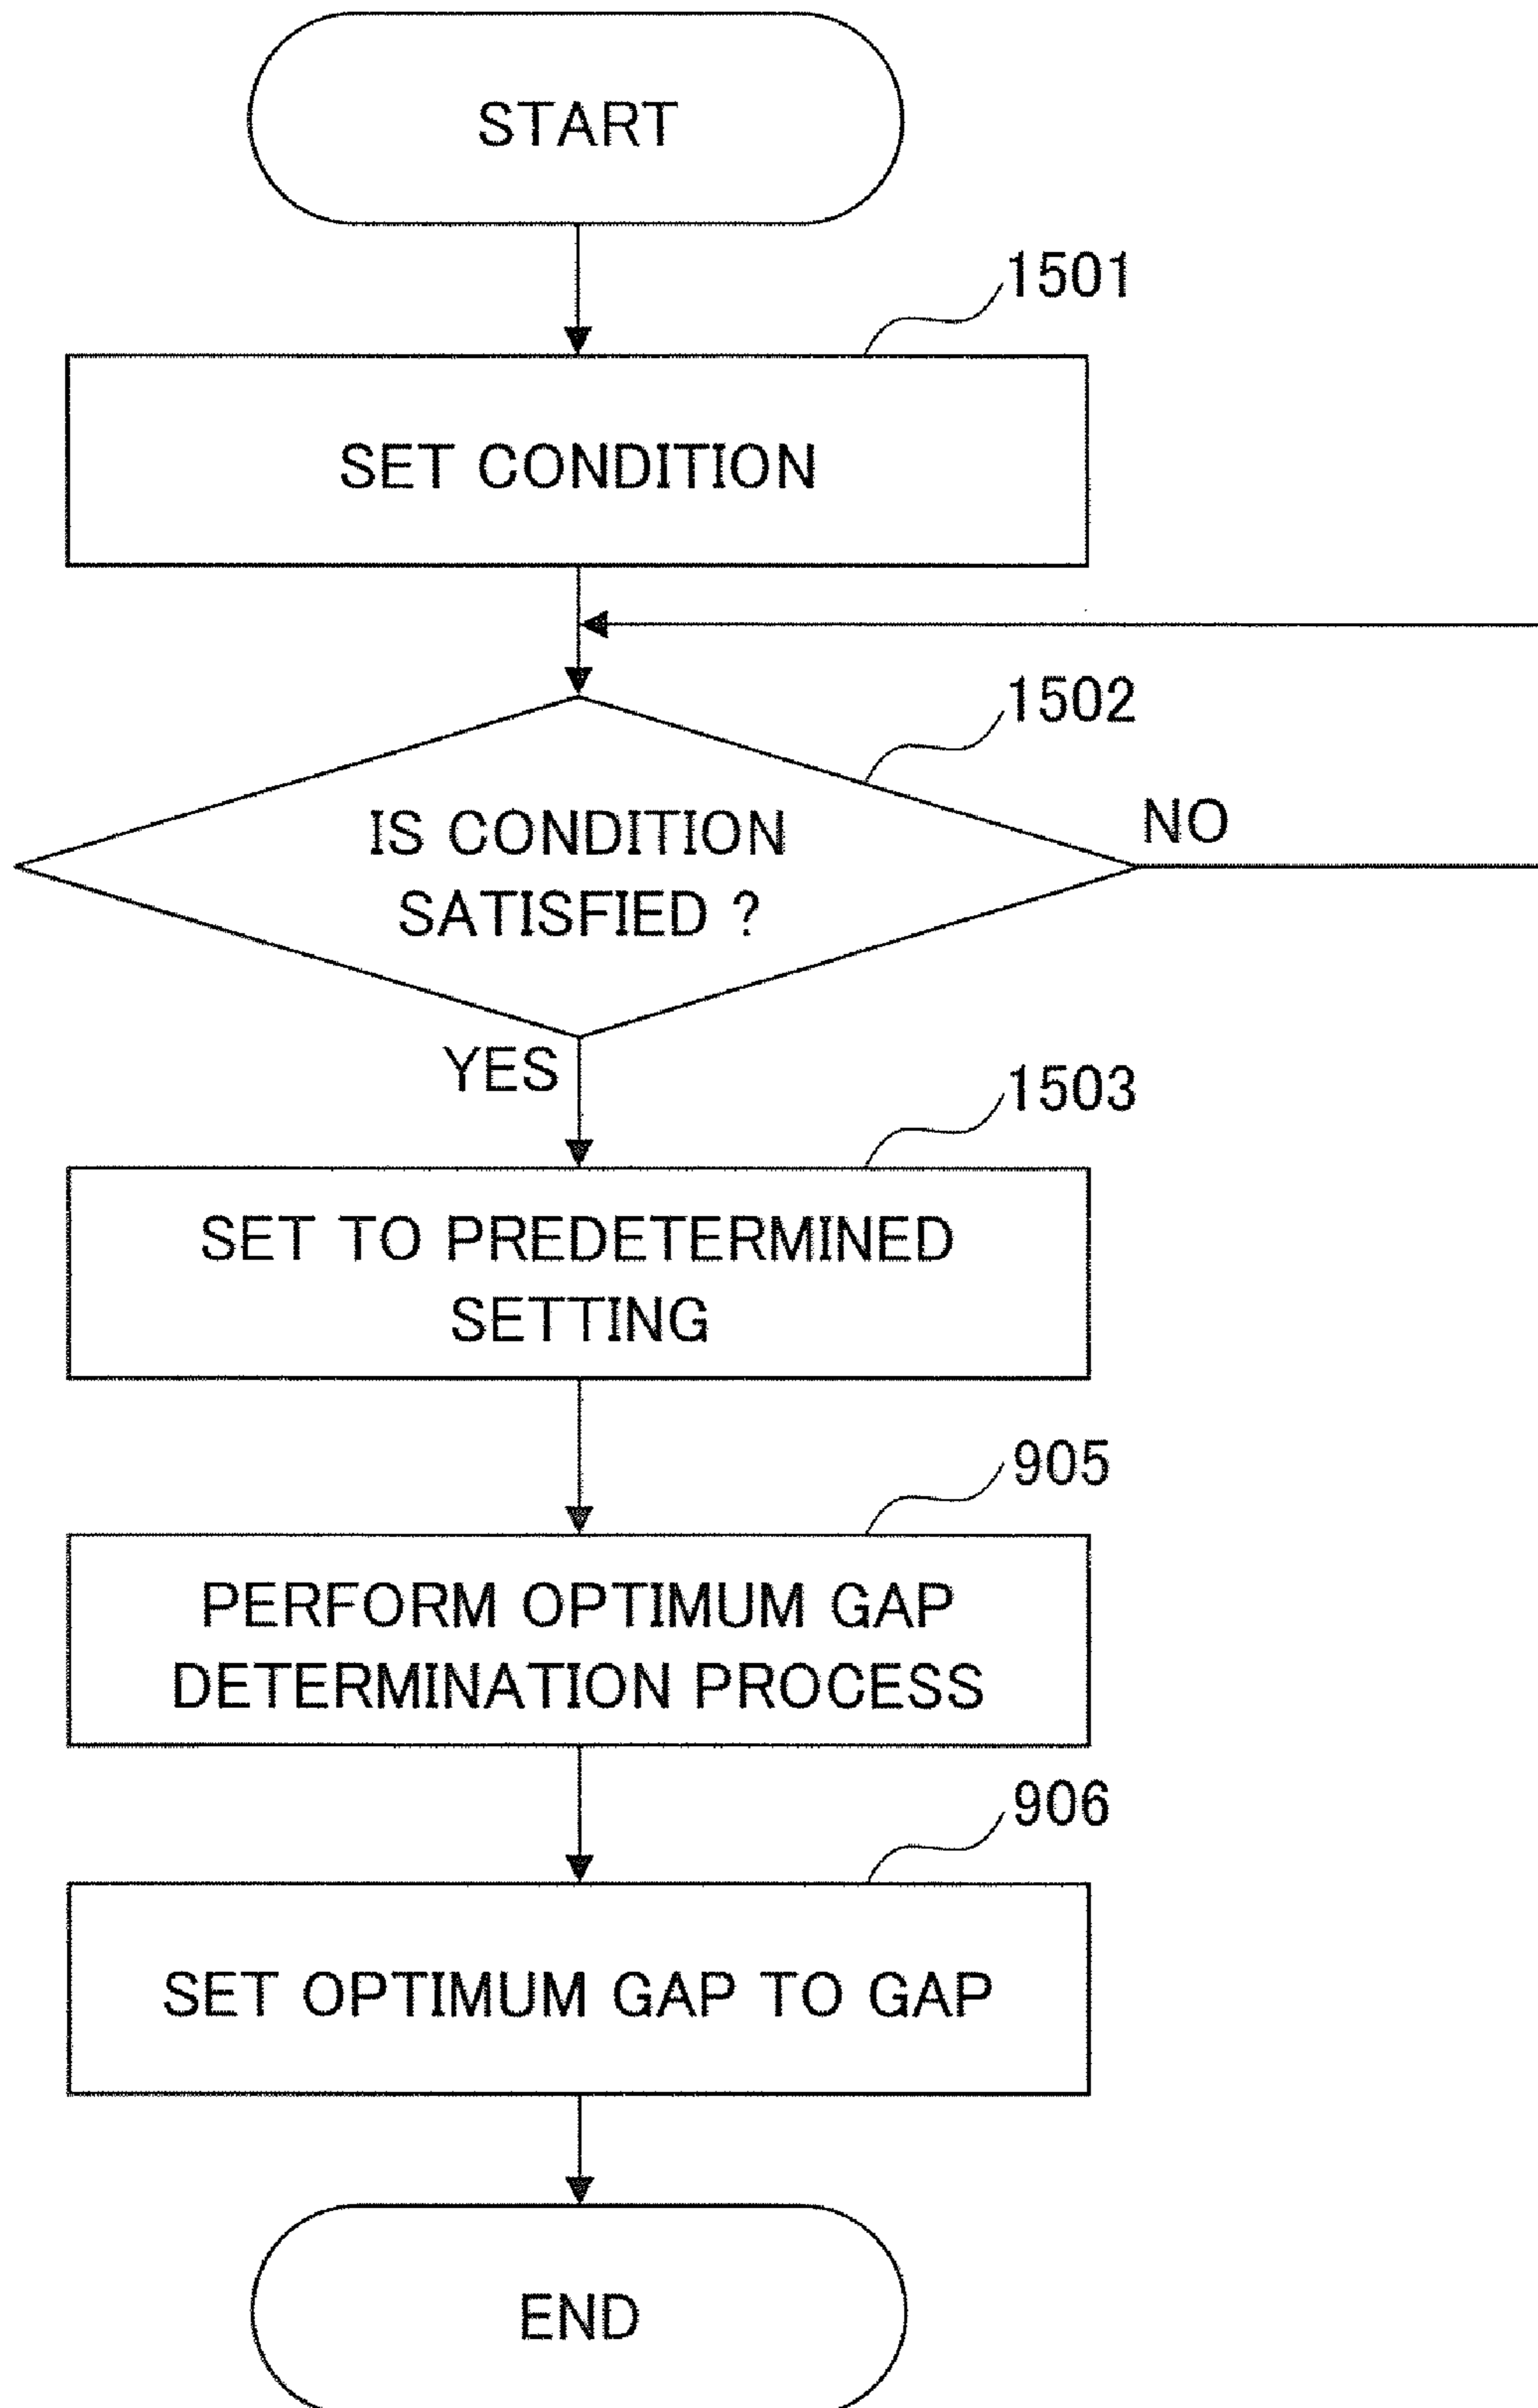 START
1501
SET CONDITION
1502
IS CONDITION
SATISFIED ?
NO
YES
1503
SET TO PREDETERMINED
SETTING
905
PERFORM OPTIMUM GAP
DETERMINATION PROCESS
906
SET OPTIMUM GAP TO GAP
END